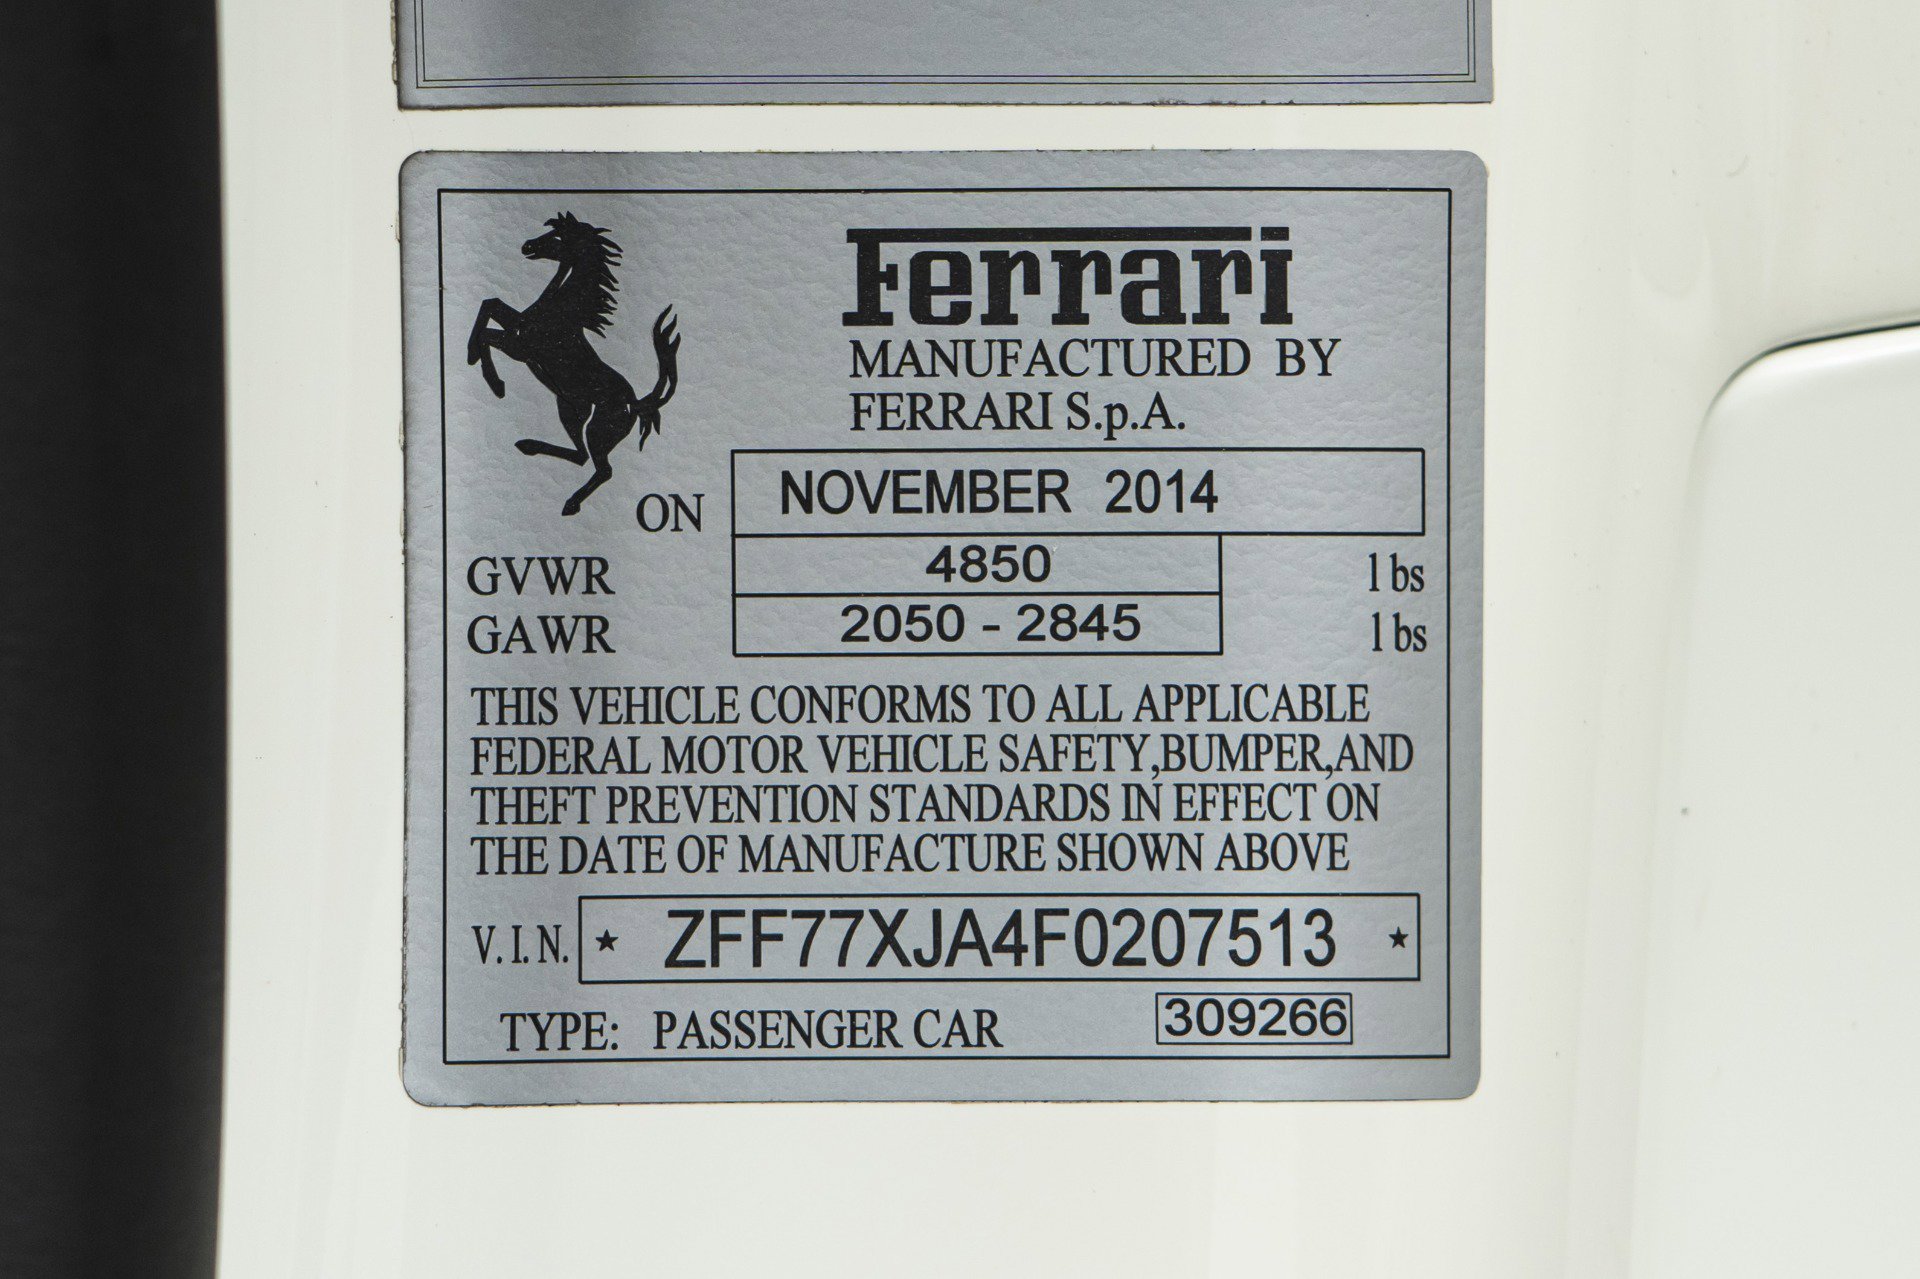 Ferrari
MANUFACTURED BY
FERRARI S.p.A.
ON NOVEMBER 2014
GVWR 4850 lbs
GAWR 2050 - 2845 lbs
THIS VEHICLE CONFORMS TO ALL APPLICABLE
FEDERAL MOTOR VEHICLE SAFETY,BUMPER,AND
THEFT PREVENTION STANDARDS IN EFFECT ON
THE DATE OF MANUFACTURE SHOWN ABOVE
V.I.N. ★ ZFF77XJA4F0207513 ★
TYPE: PASSENGER CAR 309266